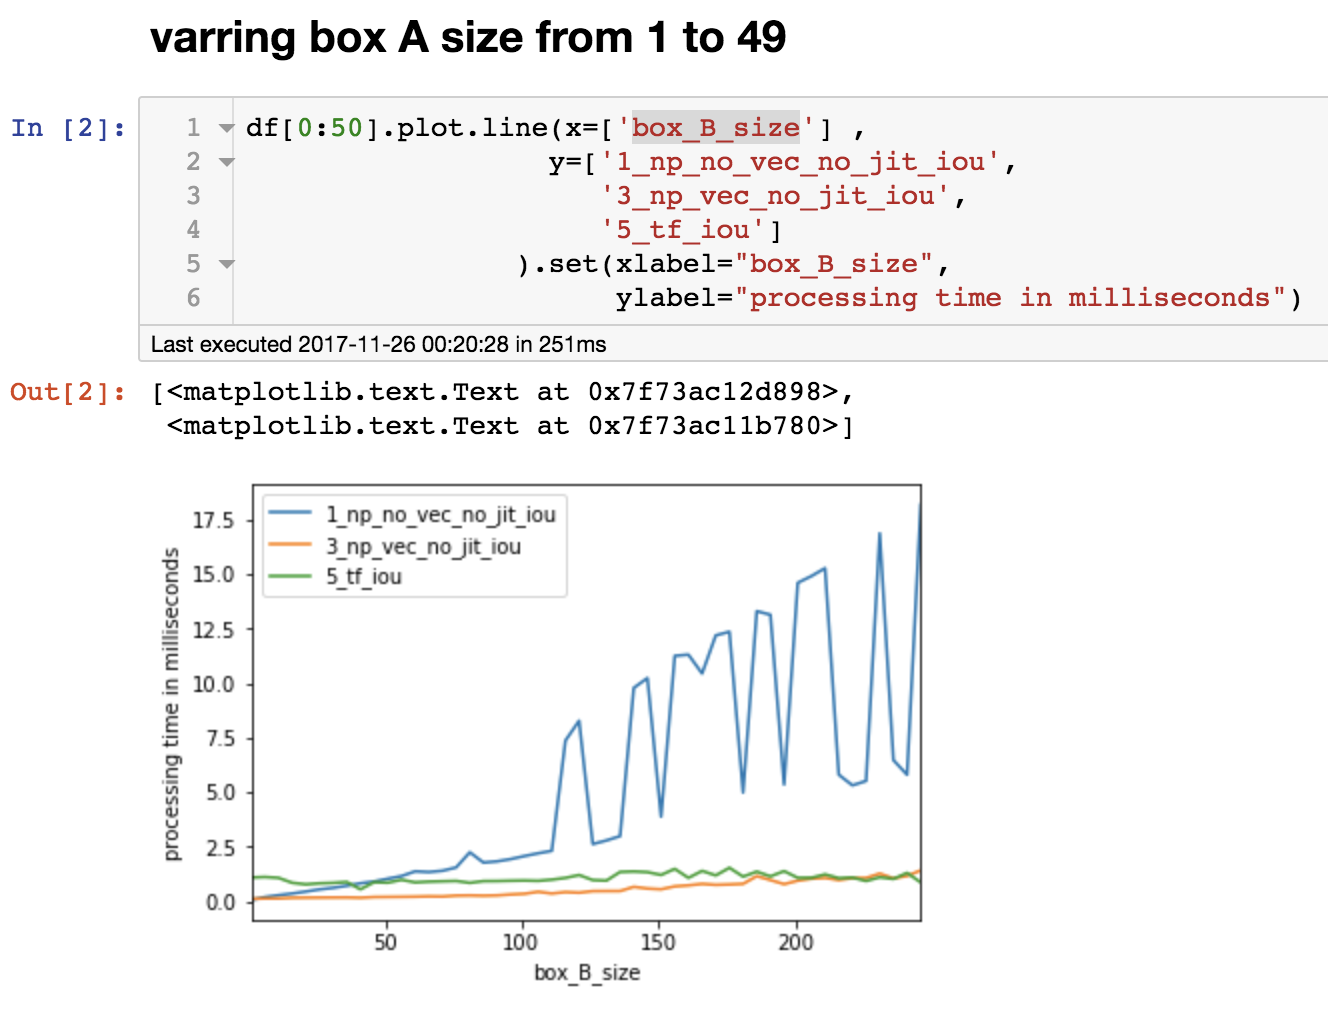 varring box A size from 1 to 49
In [2]:
1 df[0:50].plot.line(x=['box_B_size'] ,
2 y=['1_np_no_vec_no_jit_iou',
3 '3_np_vec_no_jit_iou',
4 '5_tf_iou']
5 ).set(xlabel="box_B_size",
6 ylabel="processing time in milliseconds")
Last executed 2017-11-26 00:20:28 in 251ms
Out[2]: [<matplotlib.text.Text at 0x7f73ac12d898>,
<matplotlib.text.Text at 0x7f73ac11b780>]
1_np_no_vec_no_jit_iou
3_np_vec_no_jit_iou
5_tf_iou
processing time in milliseconds
17.5
15.0
12.5
10.0
7.5
5.0
2.5
0.0
50 100 150 200
box_B_size